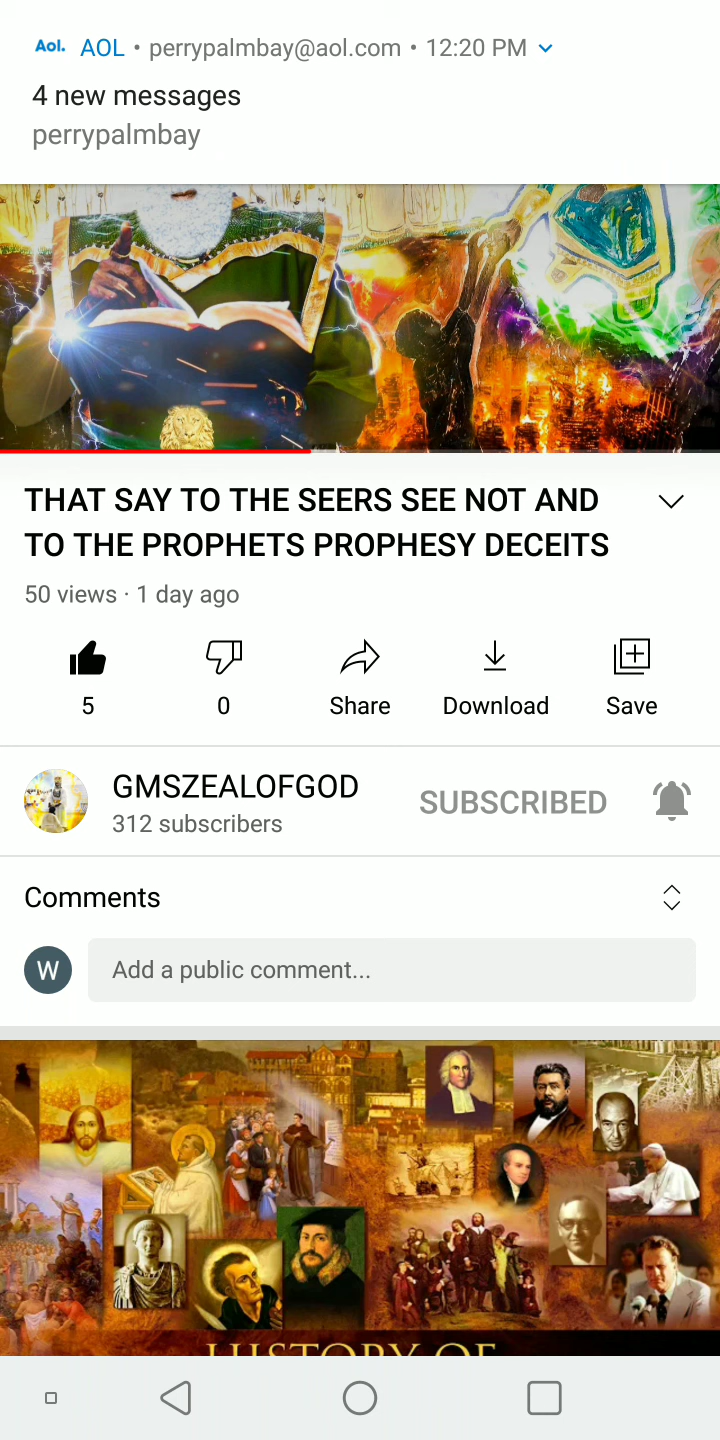 Aol. AOL • perrypalmbay@aol.com • 12:20 PM
4 new messages
perrypalmbay
THAT SAY TO THE SEERS SEE NOT AND
TO THE PROPHETS PROPHESY DECEITS
50 views · 1 day ago
5 0 Share Download Save
GMSZEALOFGOD
SUBSCRIBED
312 subscribers
Comments
W Add a public comment...
HISTORY OF